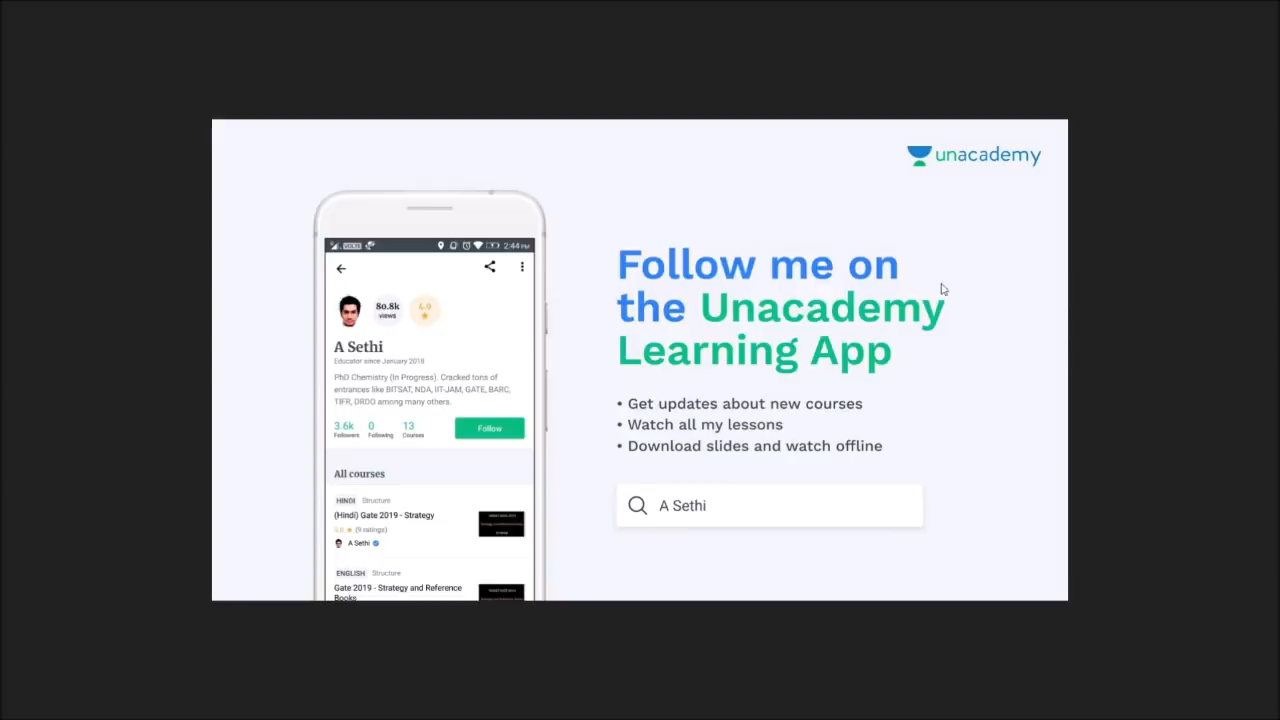 unacademy
VOLTE 2:44 PM
80.8k
views
A Sethi
Educator since January 2018
PhD Chemistry (In Progress). Cracked tons of
entrances like BITSAT, NDA, IIT-JAM, GATE, BARC,
TIFR, DRDO among many others.
3.6k 0 13
Followers Following Courses
Follow
All courses
HINDI Structure
(Hindi) Gate 2019 - Strategy
(9 ratings)
A Sethi
ENGLISH Structure
Gate 2019 - Strategy and Reference
Books
Follow me on
the Unacademy
Learning App
• Get updates about new courses
• Watch all my lessons
• Download slides and watch offline
A Sethi